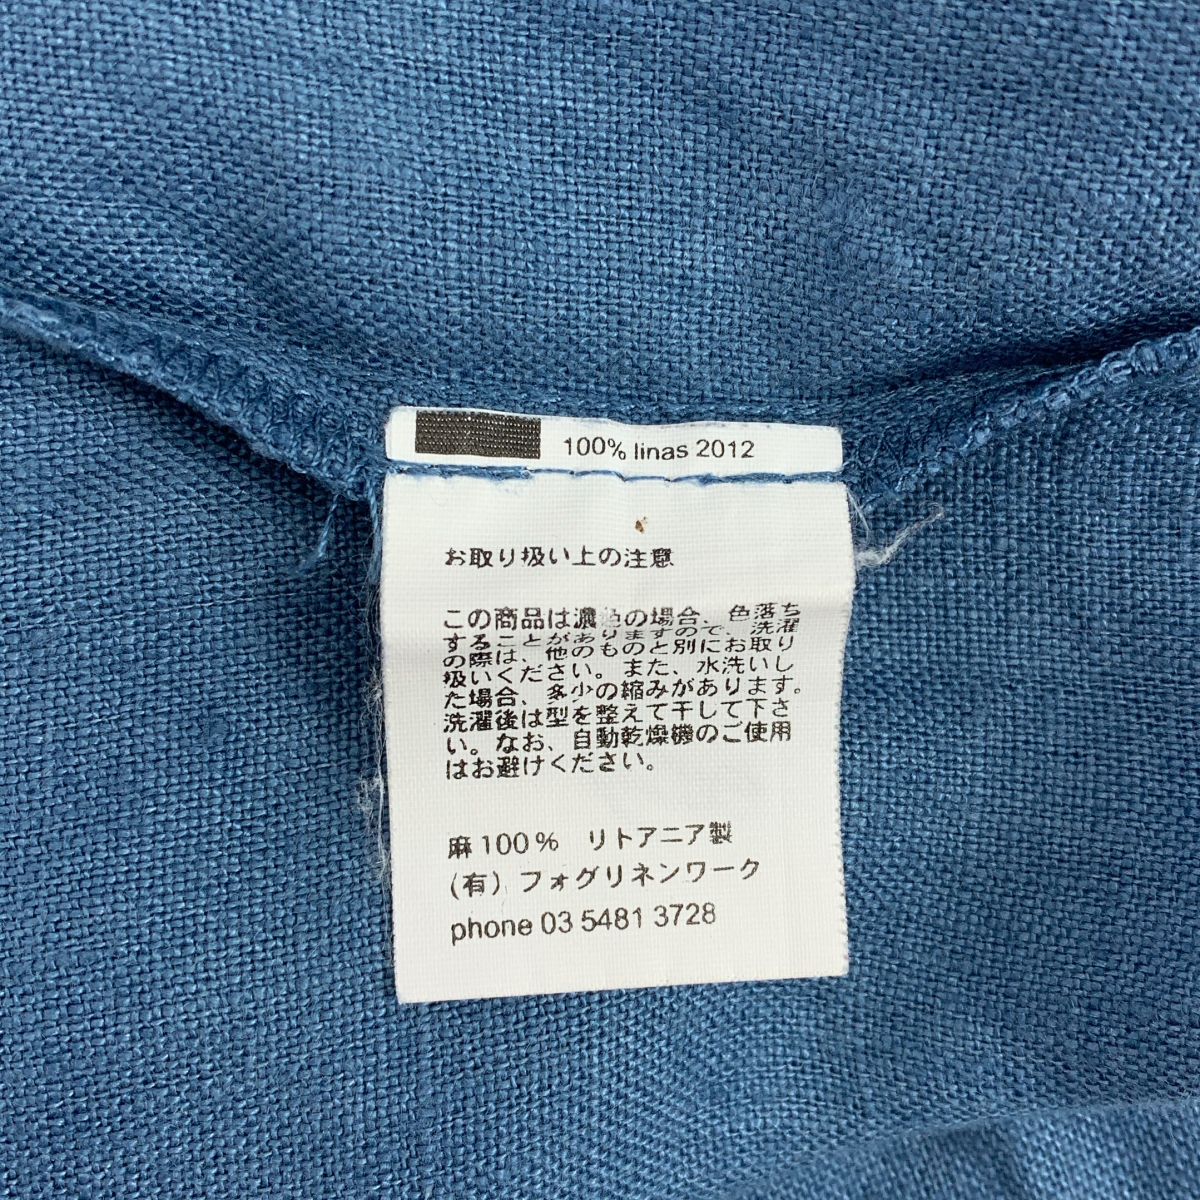 100% linas 2012
お取り扱い上の注意
この商品は濃色の場合、色落ち
することがありますので、洗濯
の際は、他のものと別にお取り
扱いください。また、水洗いし
た場合、多少の縮みがあります。
洗濯後は型を整えて干して下さ
い。なお、自動乾燥機のご使用
はお避けください。
麻100% リトアニア製
(有) フォグリネンワーク
phone 03 5481 3728